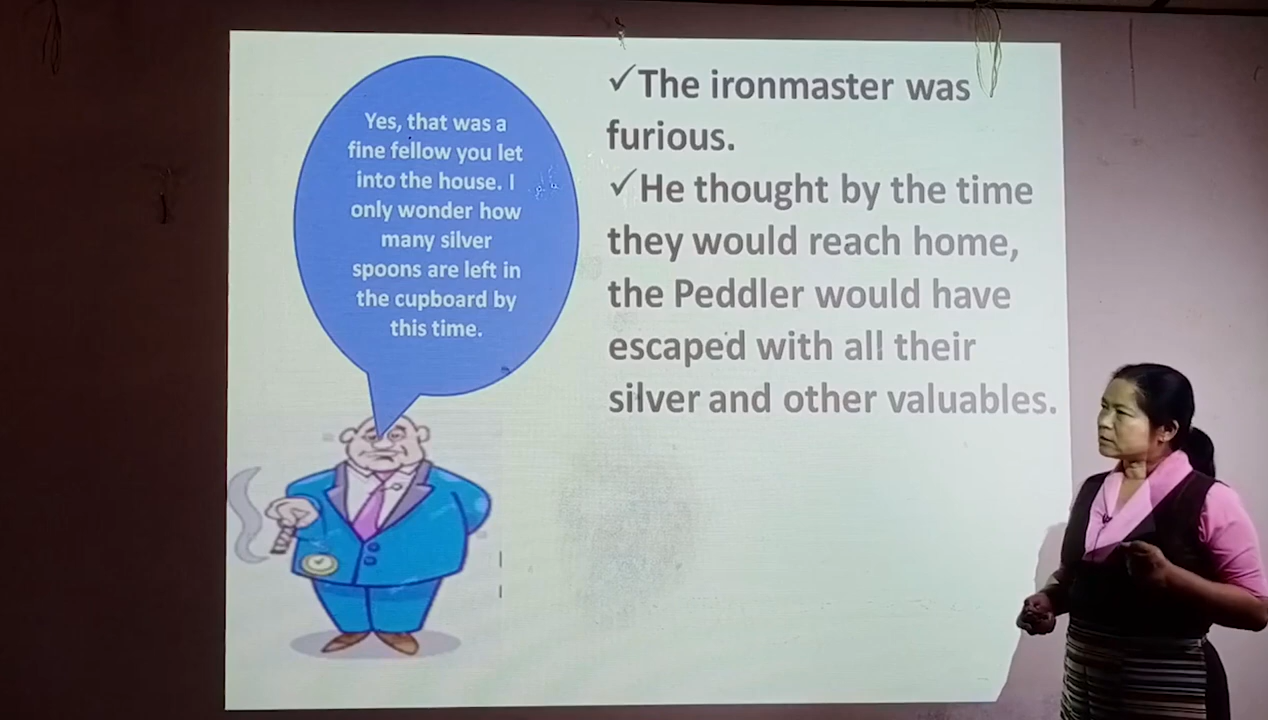 Yes, that was a
fine fellow you let
into the house. I
only wonder how
many silver
spoons are left in
the cupboard by
this time.
✓The ironmaster was
furious.
✓He thought by the time
they would reach home,
the Peddler would have
escaped with all their
silver and other valuables.